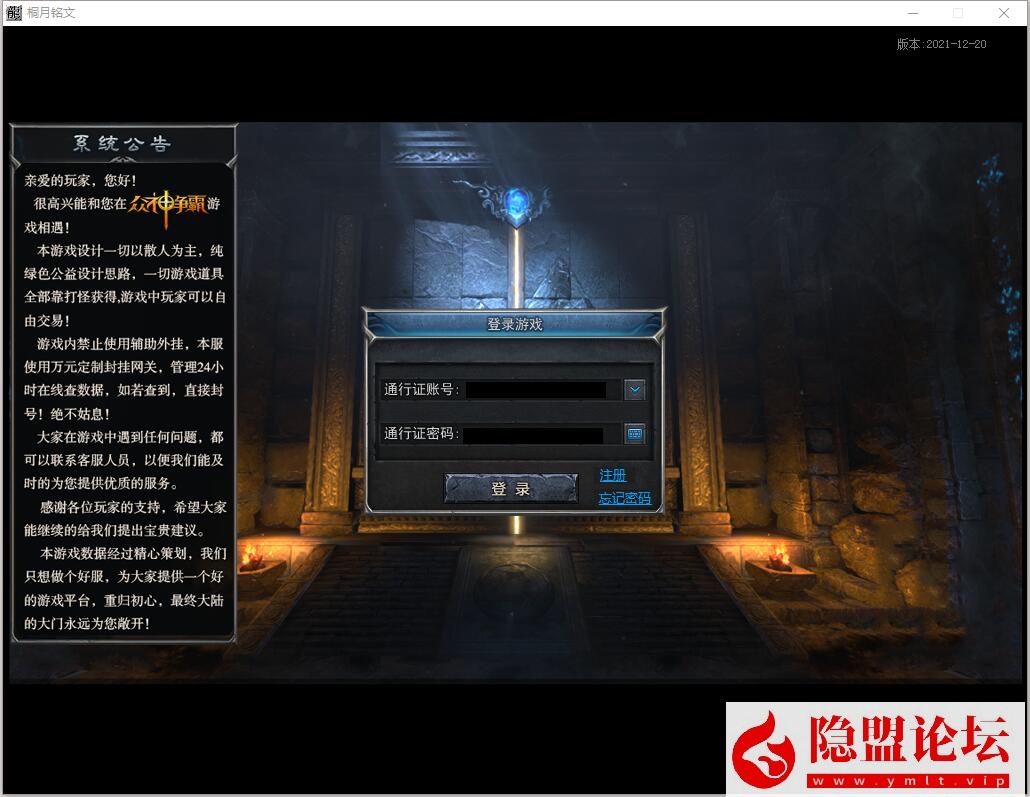 桐月铭文
版本:2021-12-20
系统公告
亲爱的玩家，您好！
很高兴能和您在众神争霸游
戏相遇！
本游戏设计一切以散人为主，纯
绿色公益设计思路，一切游戏道具
全部靠打怪获得,游戏中玩家可以自
由交易！
游戏内禁止使用辅助外挂，本服
使用万元定制封挂网关，管理24小
时在线查数据，如若查到，直接封
号！绝不姑息！
大家在游戏中遇到任何问题，都
可以联系客服人员，以便我们能及
时的为您提供优质的服务。
感谢各位玩家的支持，希望大家
能继续的给我们提出宝贵建议。
本游戏数据经过精心策划，我们
只想做个好服，为大家提供一个好
的游戏平台，重归初心，最终大陆
的大门永远为您敞开！
登录游戏
通行证账号:
通行证密码:
登 录
注册
忘记密码
隐盟论坛
www.ymlt.vip